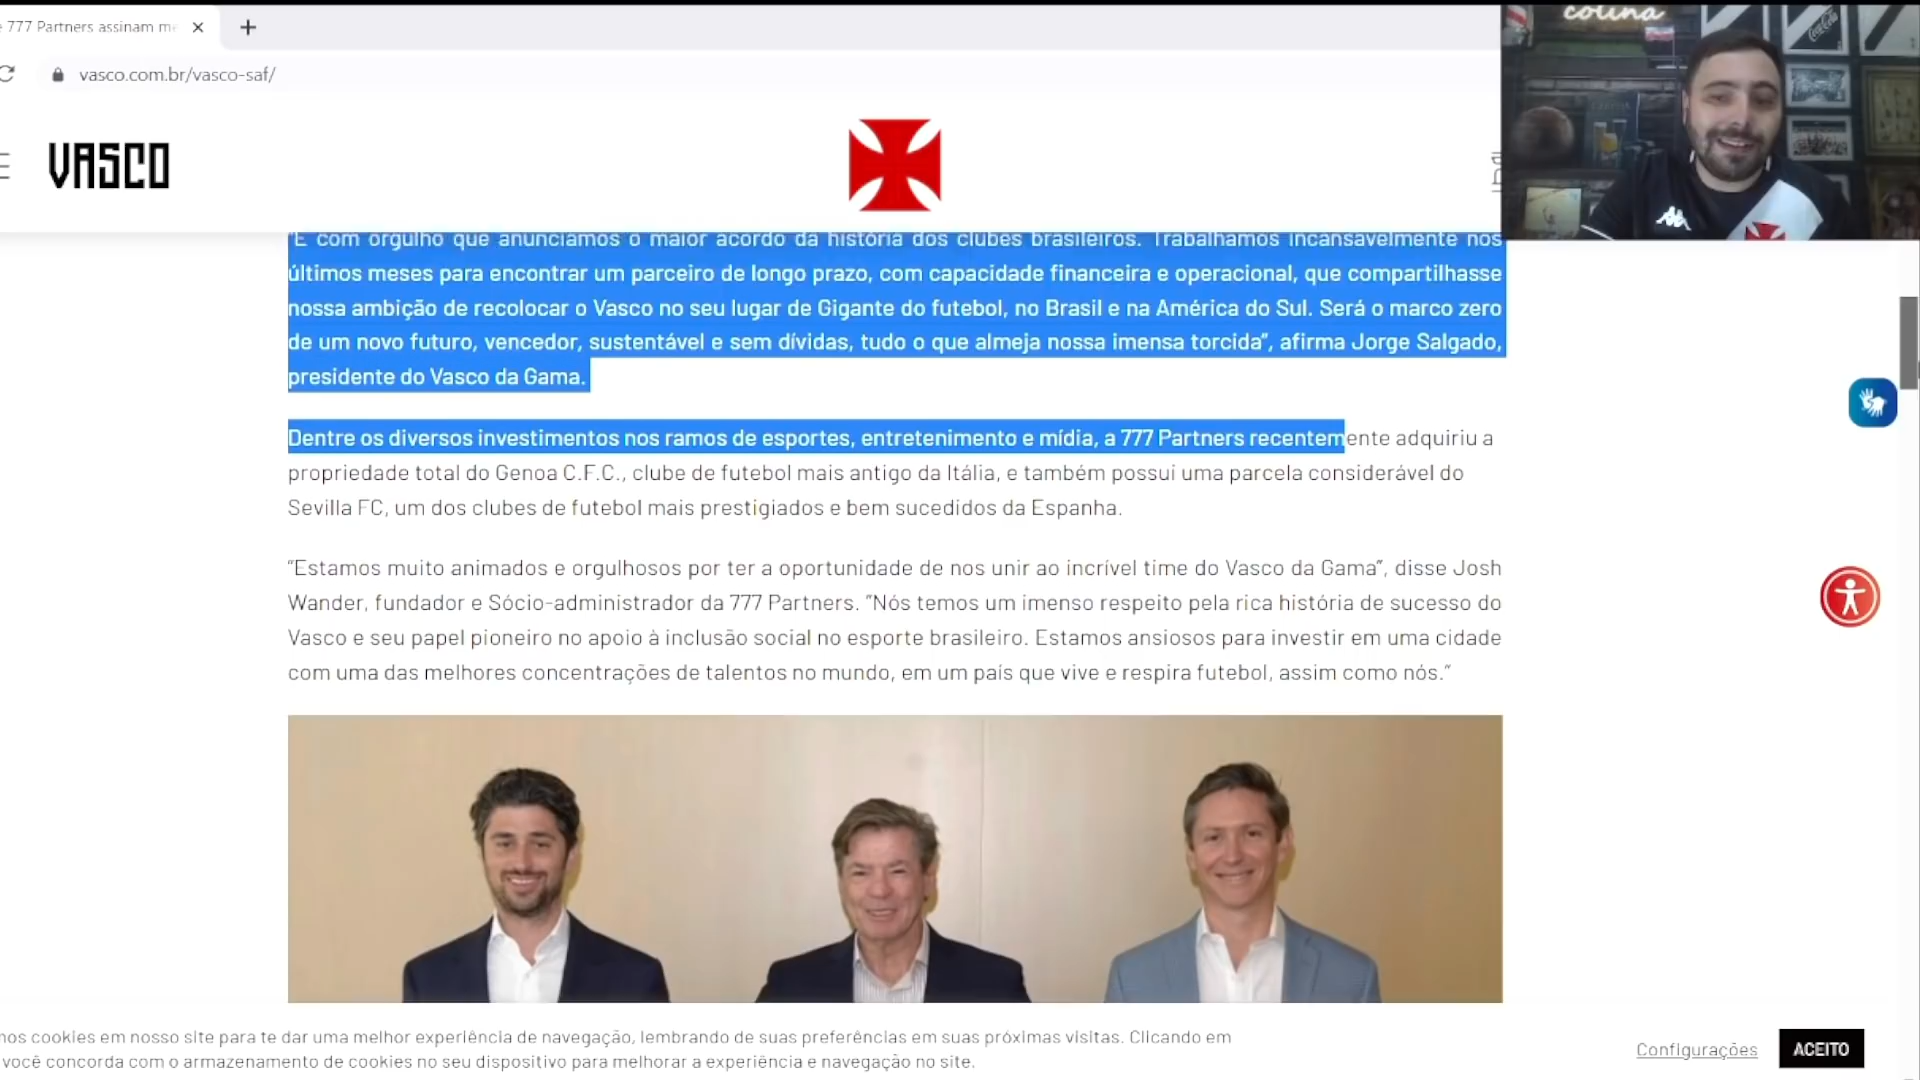 777 Partners assinam me
vasco.com.br/vasco-saf/
colina
VASCO
"É com orgulho que anunciamos o maior acordo da história dos clubes brasileiros. Trabalhamos incansavelmente nos
últimos meses para encontrar um parceiro de longo prazo, com capacidade financeira e operacional, que compartilhasse
nossa ambição de recolocar o Vasco no seu lugar de Gigante do futebol, no Brasil e na América do Sul. Será o marco zero
de um novo futuro, vencedor, sustentável e sem dívidas, tudo o que almeja nossa imensa torcida”, afirma Jorge Salgado,
presidente do Vasco da Gama.
Dentre os diversos investimentos nos ramos de esportes, entretenimento e mídia, a 777 Partners recentemente adquiriu a
propriedade total do Genoa C.F.C., clube de futebol mais antigo da Itália, e também possui uma parcela considerável do
Sevilla FC, um dos clubes de futebol mais prestigiados e bem sucedidos da Espanha.
“Estamos muito animados e orgulhosos por ter a oportunidade de nos unir ao incrível time do Vasco da Gama”, disse Josh
Wander, fundador e Sócio-administrador da 777 Partners. “Nós temos um imenso respeito pela rica história de sucesso do
Vasco e seu papel pioneiro no apoio à inclusão social no esporte brasileiro. Estamos ansiosos para investir em uma cidade
com uma das melhores concentrações de talentos no mundo, em um país que vive e respira futebol, assim como nós.”
nos cookies em nosso site para te dar uma melhor experiência de navegação, lembrando de suas preferências em suas próximas visitas. Clicando em
você concorda com o armazenamento de cookies no seu dispositivo para melhorar a experiência e navegação no site.
Configurações
ACEITO